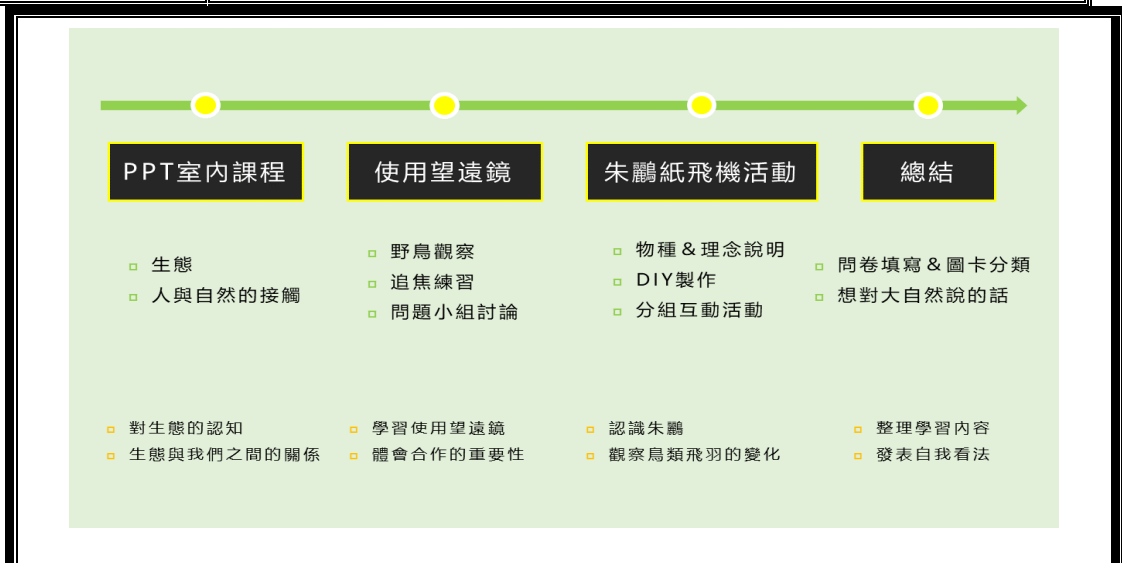 PPT室內課程
使用望遠鏡
朱鸝紙飛機活動
總結
生態
人與自然的接觸
野鳥觀察
追焦練習
問題小組討論
物種＆理念說明
DIY製作
分組互動活動
問卷填寫＆圖卡分類
想對大自然說的話
對生態的認知
生態與我們之間的關係
學習使用望遠鏡
體會合作的重要性
認識朱鸝
觀察鳥類飛羽的變化
整理學習內容
發表自我看法